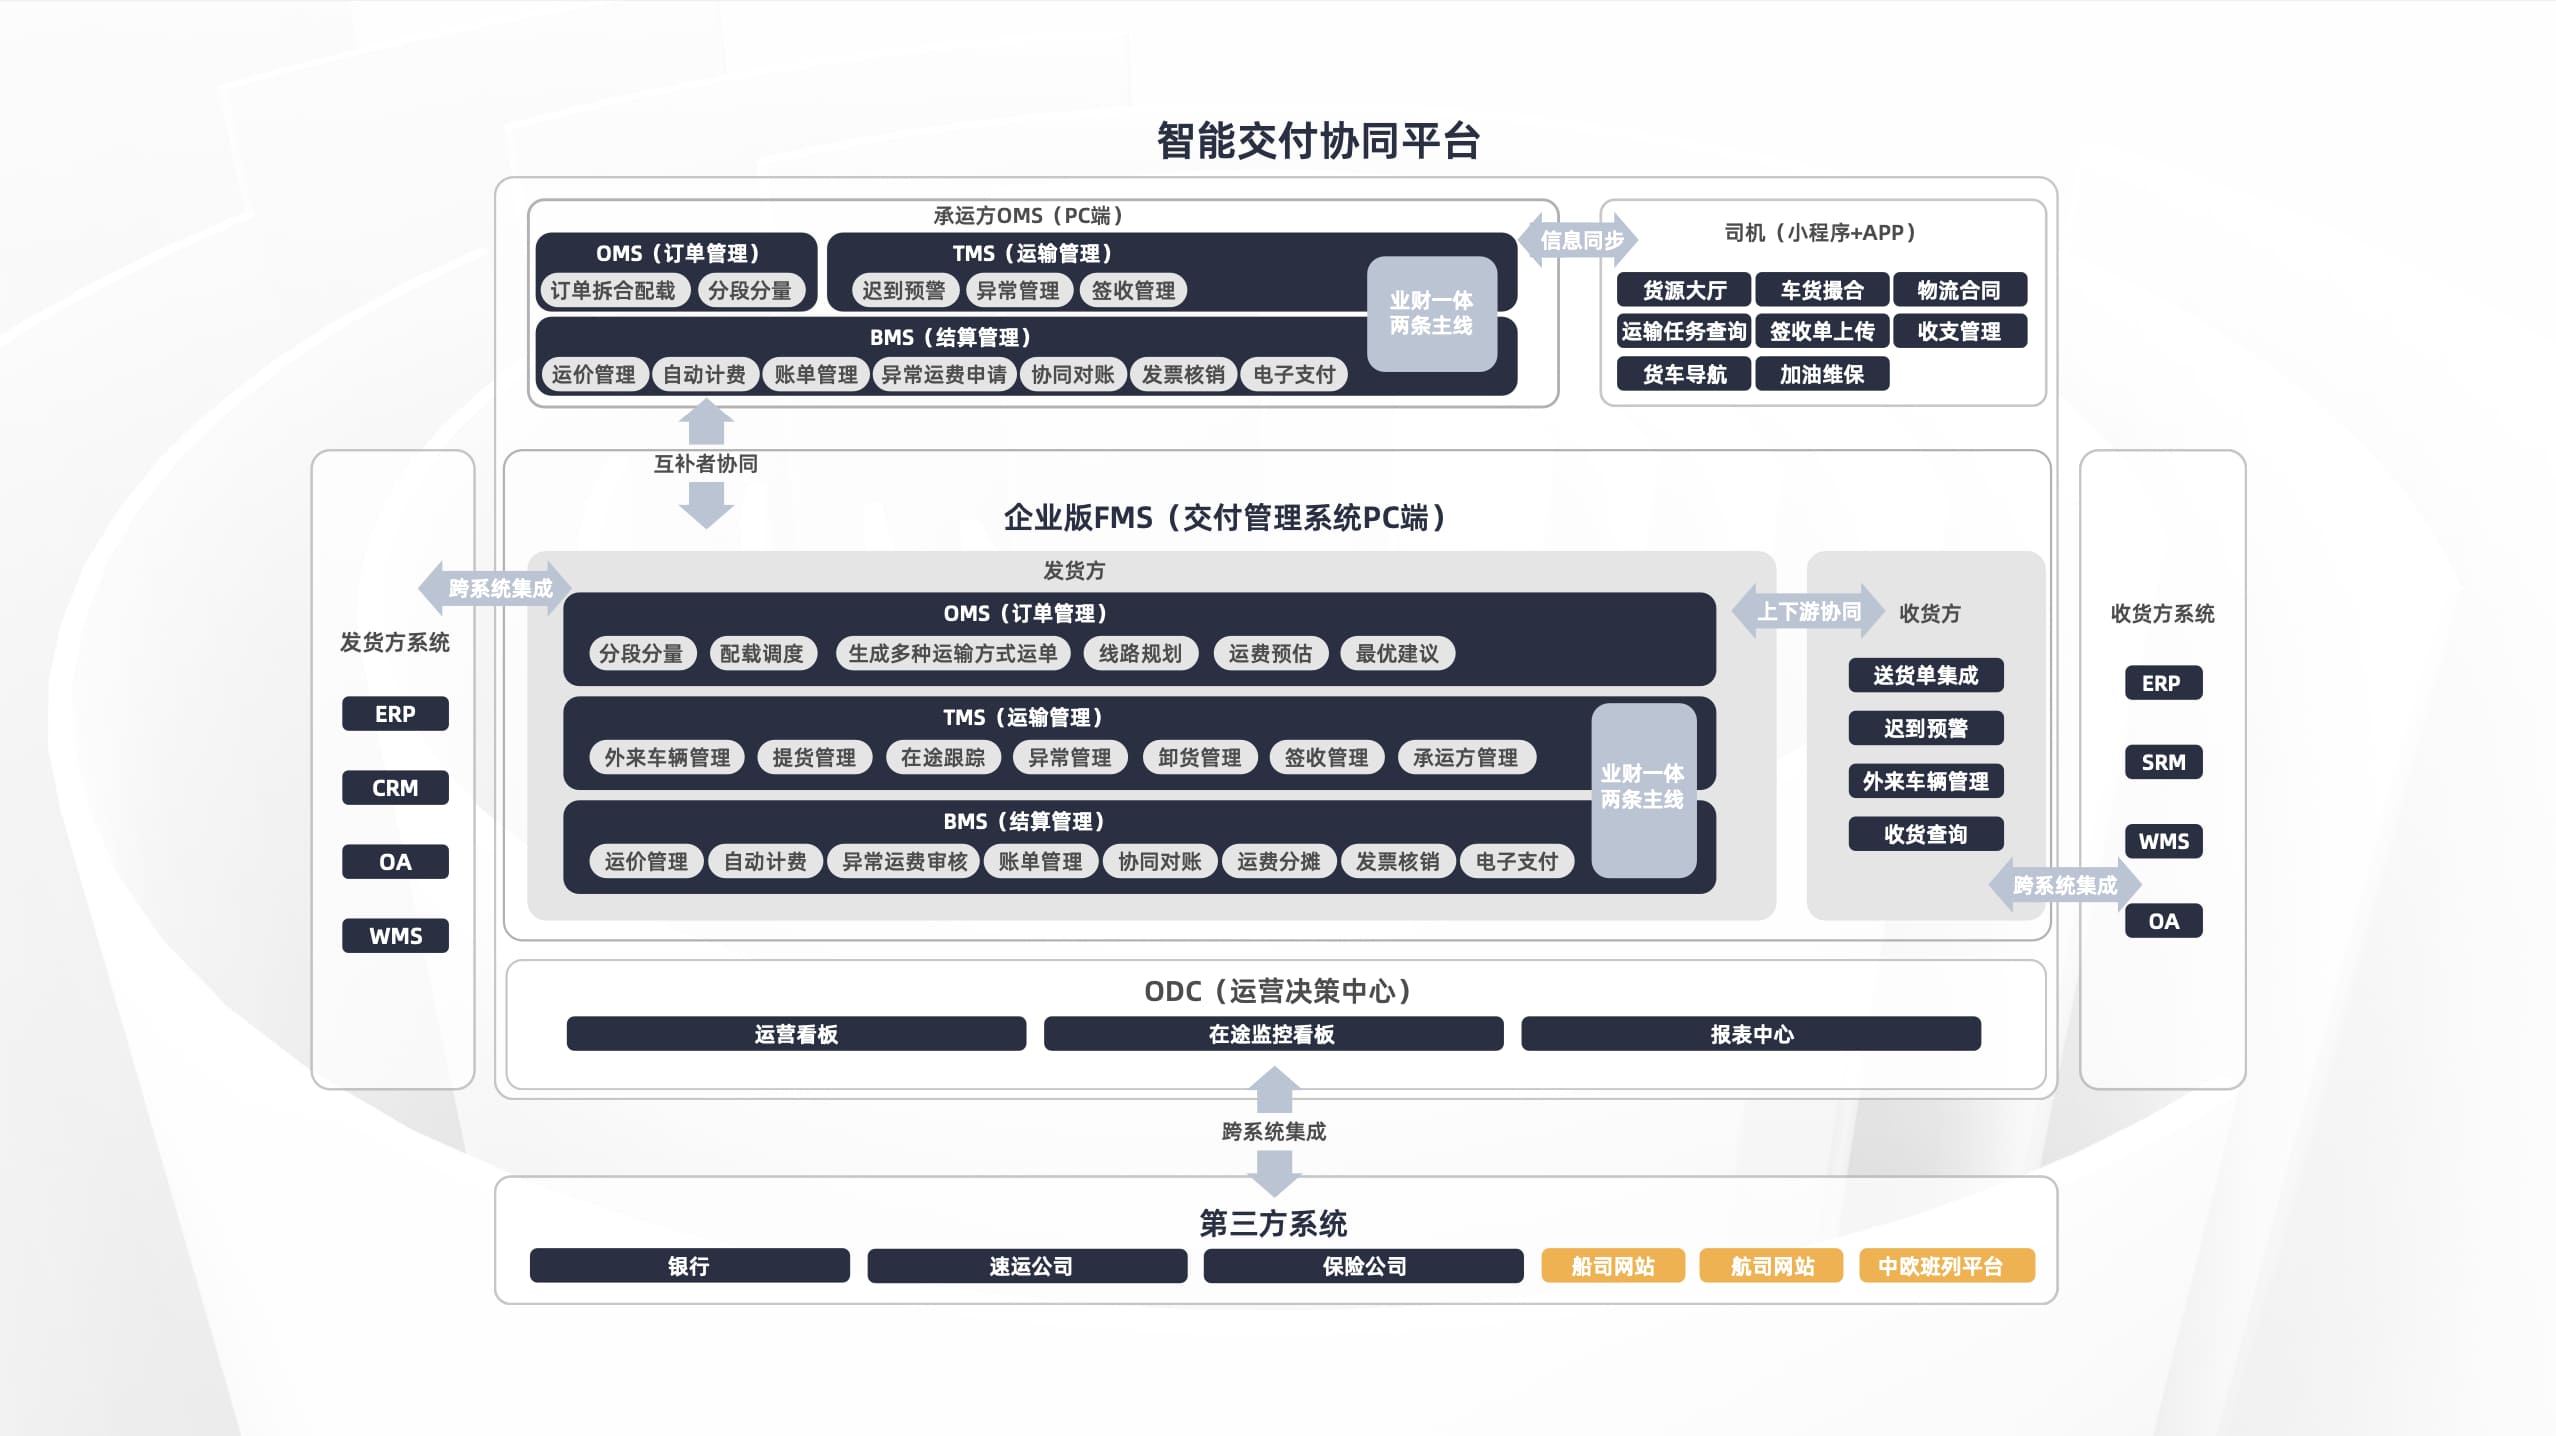 智能交付协同平台
承运方OMS（PC端）
OMS（订单管理）
订单拆合配载
分段分量
TMS（运输管理）
迟到预警
异常管理
签收管理
BMS（结算管理）
运价管理
自动计费
账单管理
异常运费申请
协同对账
发票核销
电子支付
业财一体
两条主线
信息同步
司机（小程序+APP）
货源大厅
车货撮合
物流合同
运输任务查询
签收单上传
收支管理
货车导航
加油维保
互补者协同
企业版FMS（交付管理系统PC端）
跨系统集成
发货方系统
ERP
CRM
OA
WMS
发货方
OMS（订单管理）
分段分量
配载调度
生成多种运输方式运单
线路规划
运费预估
最优建议
TMS（运输管理）
外来车辆管理
提货管理
在途跟踪
异常管理
卸货管理
签收管理
承运方管理
BMS（结算管理）
运价管理
自动计费
异常运费审核
账单管理
协同对账
运费分摊
发票核销
电子支付
业财一体
两条主线
上下游协同
收货方
送货单集成
迟到预警
外来车辆管理
收货查询
跨系统集成
收货方系统
ERP
SRM
WMS
OA
ODC（运营决策中心）
运营看板
在途监控看板
报表中心
跨系统集成
第三方系统
银行
速运公司
保险公司
船司网站
航司网站
中欧班列平台